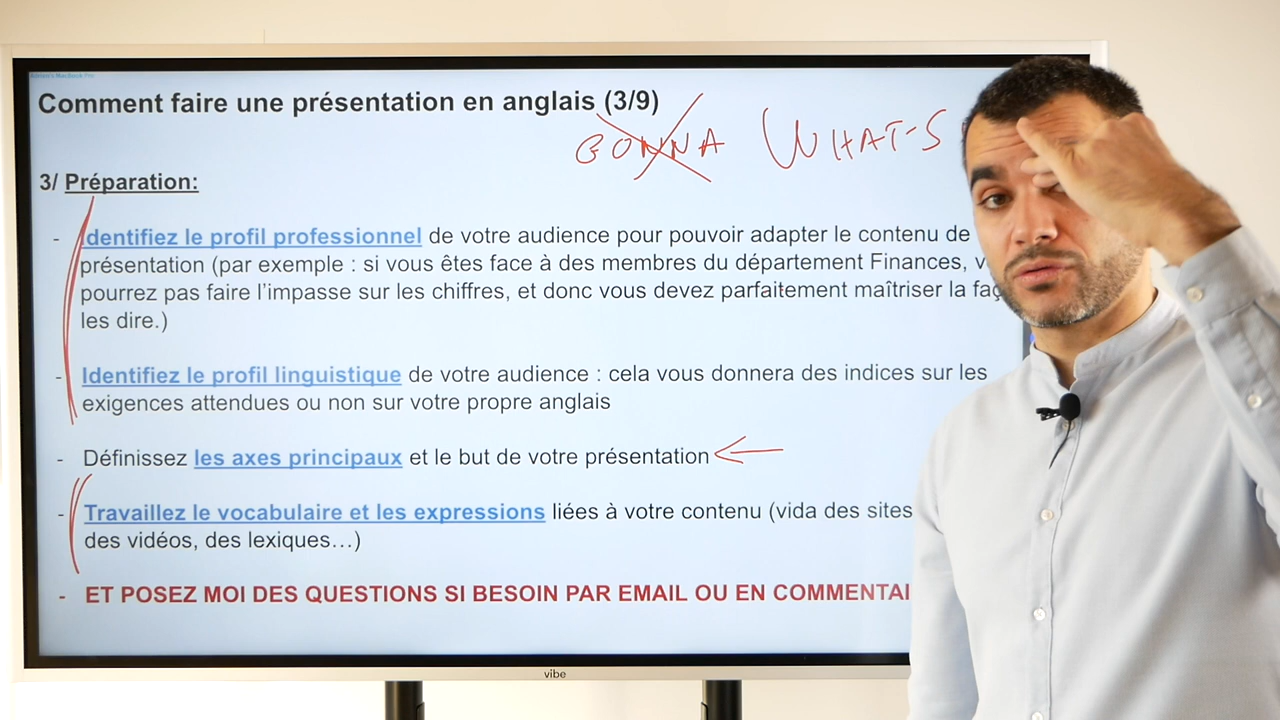 Comment faire une présentation en anglais (3/9)
GONNA WHAT-S
3/ Préparation:
- Identifiez le profil professionnel de votre audience pour pouvoir adapter le contenu de
présentation (par exemple : si vous êtes face à des membres du département Finances, v
pourrez pas faire l'impasse sur les chiffres, et donc vous devez parfaitement maîtriser la faç
les dire.)
- Identifiez le profil linguistique de votre audience : cela vous donnera des indices sur les
exigences attendues ou non sur votre propre anglais
- Définissez les axes principaux et le but de votre présentation
- Travaillez le vocabulaire et les expressions liées à votre contenu (vida des sites
des vidéos, des lexiques…)
- ET POSEZ MOI DES QUESTIONS SI BESOIN PAR EMAIL OU EN COMMENTAI
vibe